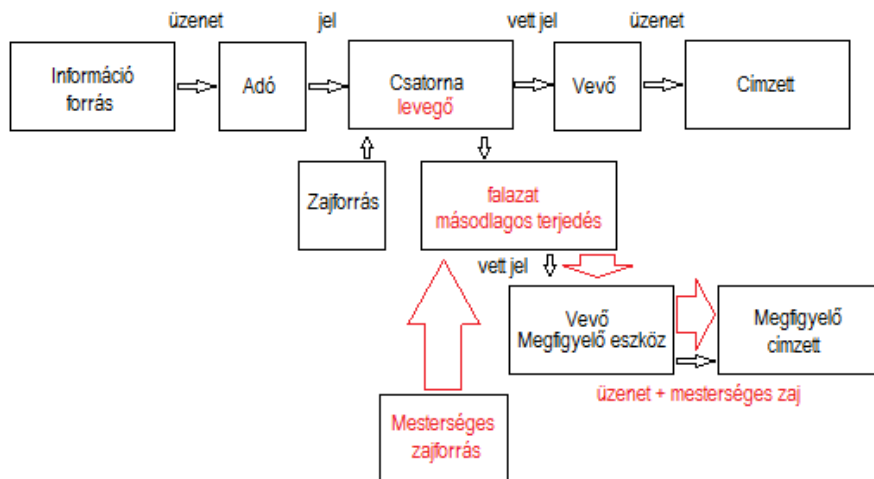 üzenet
jel
vett jel
üzenet
Információ
forrás
Adó
Csatorna
levegő
Vevő
Címzett
Zajforrás
falazat
másodlagos terjedés
vett jel
Vevő
Megfigyelő eszköz
Megfigyelő
címzett
üzenet + mesterséges zaj
Mesterséges
zajforrás